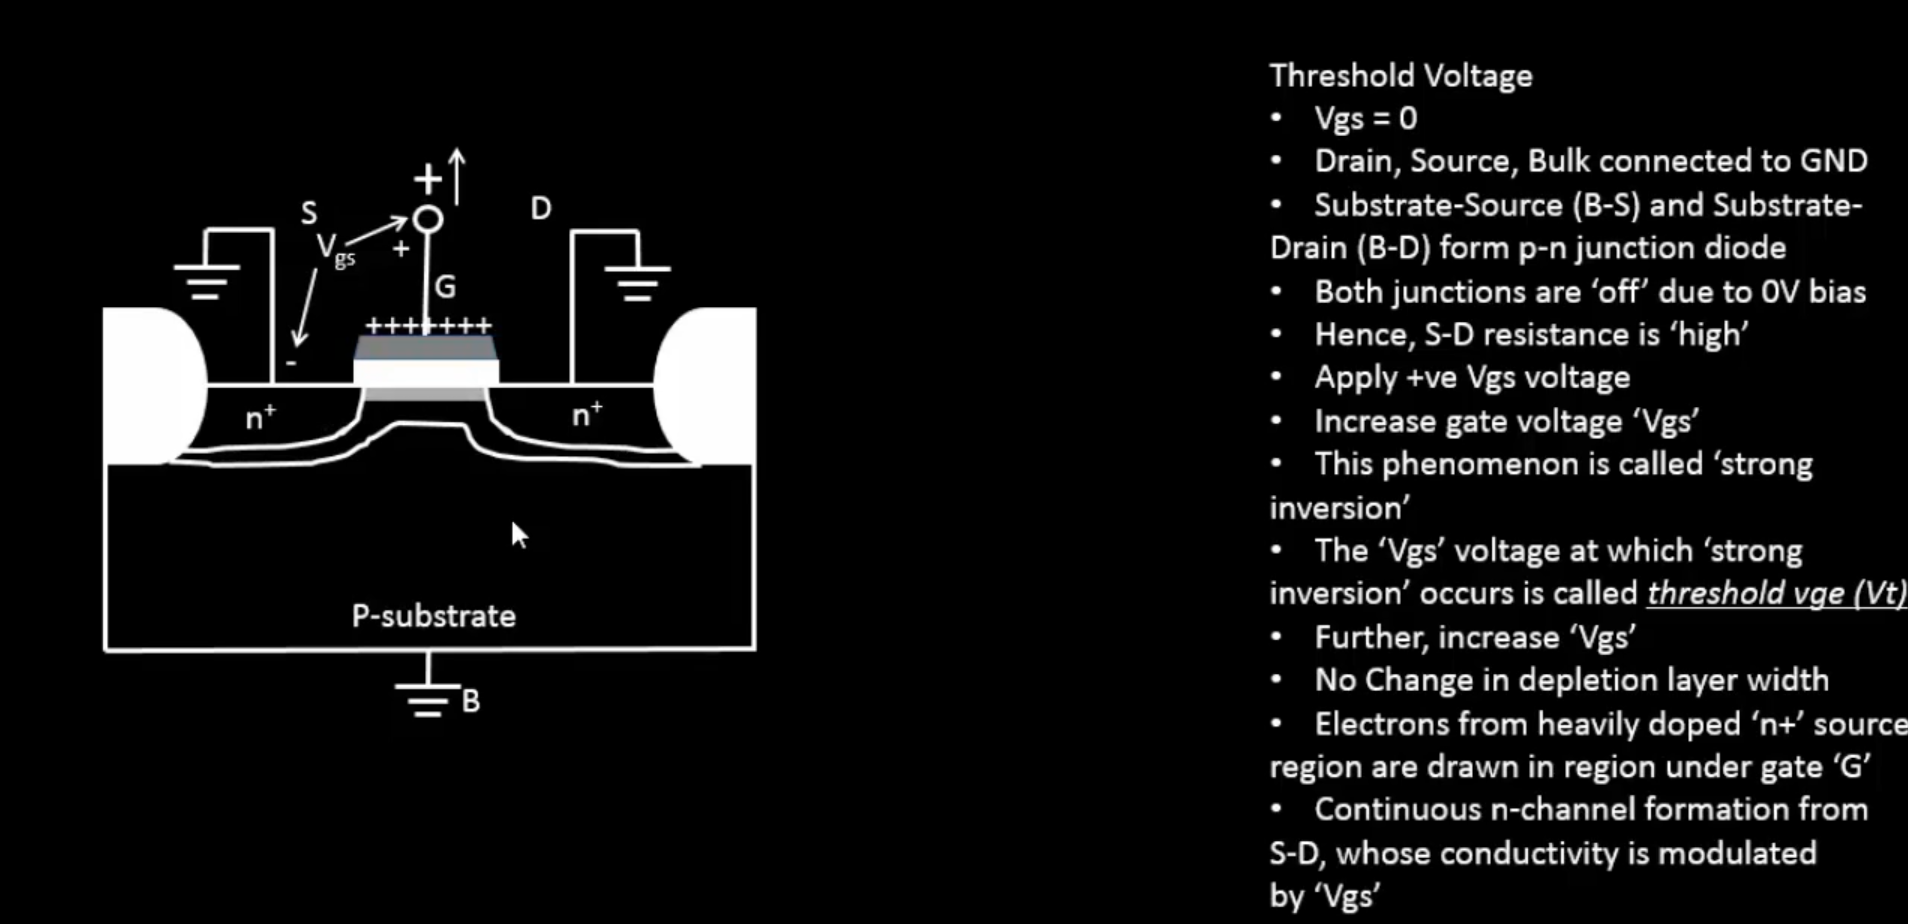 +
S
D
Vgs
+
G
+++++++
-
n+
n+
P-substrate
B
Threshold Voltage
• Vgs = 0
• Drain, Source, Bulk connected to GND
• Substrate-Source (B-S) and Substrate-
Drain (B-D) form p-n junction diode
• Both junctions are ‘off’ due to 0V bias
• Hence, S-D resistance is ‘high’
• Apply +ve Vgs voltage
• Increase gate voltage ‘Vgs’
• This phenomenon is called ‘strong
inversion’
• The ‘Vgs’ voltage at which ‘strong
inversion’ occurs is called threshold vge (Vt)
• Further, increase ‘Vgs’
• No Change in depletion layer width
• Electrons from heavily doped ‘n+’ source
region are drawn in region under gate ‘G’
• Continuous n-channel formation from
S-D, whose conductivity is modulated
by ‘Vgs’